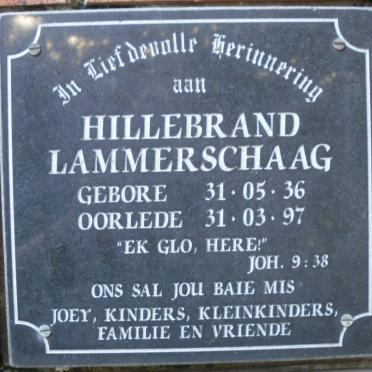 In Liefdevolle Herinnering
aan
HILLEBRAND
LAMMERSCHAAG
GEBORE 31·05·36
OORLEDE 31·03·97
"EK GLO, HERE!"
JOH. 9:38
ONS SAL JOU BAIE MIS
JOEY, KINDERS, KLEINKINDERS,
FAMILIE EN VRIENDE